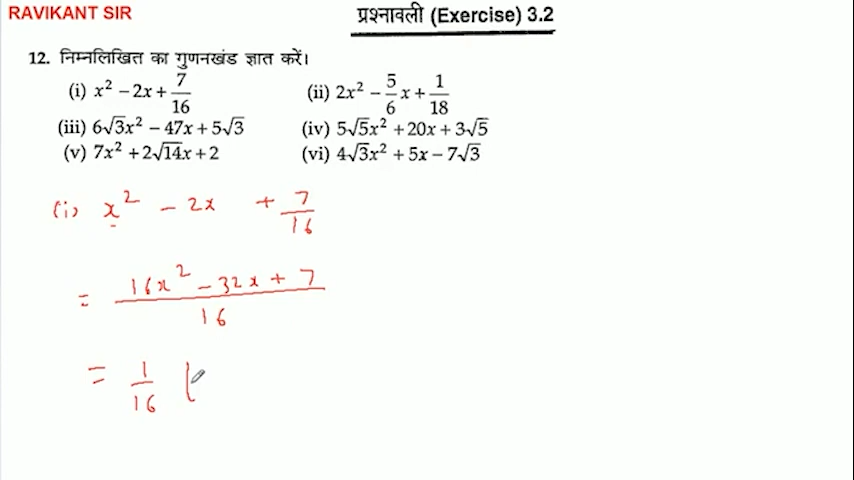 RAVIKANT SIR
प्रश्नावली (Exercise) 3.2
12. निम्नलिखित का गुणनखंड ज्ञात करें।
(i) x² − 2x + 7/16 (ii) 2x² − 5/6 x + 1/18
(iii) 6√3x² − 47x + 5√3 (iv) 5√5x² + 20x + 3√5
(v) 7x² + 2√14x + 2 (vi) 4√3x² + 5x − 7√3
(i) x² − 2x + 7/16
= (16x² − 32x + 7)/16
= 1/16 (